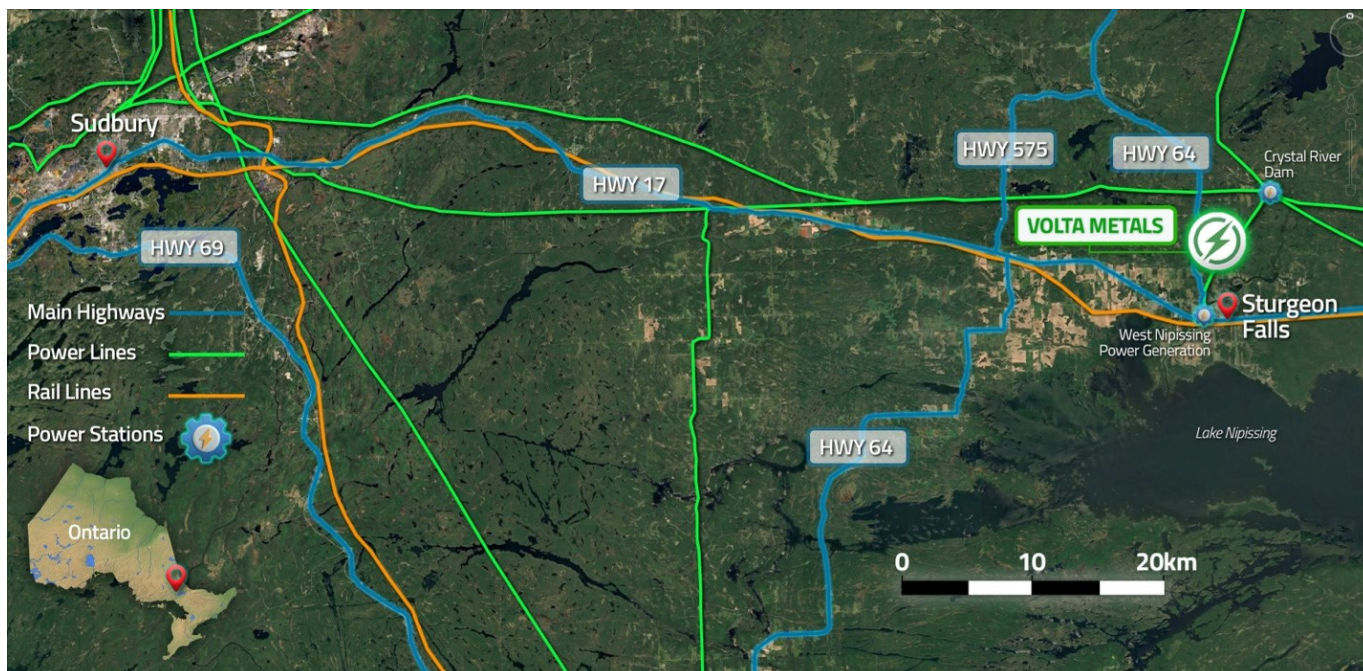 Sudbury
HWY 575
HWY 64
Crystal River
Dam
HWY 17
VOLTA METALS
HWY 69
Main Highways
Power Lines
Rail Lines
Power Stations
Sturgeon
Falls
West Nipissing
Power Generation
Lake Nipissing
HWY 64
Ontario
0
10
20km